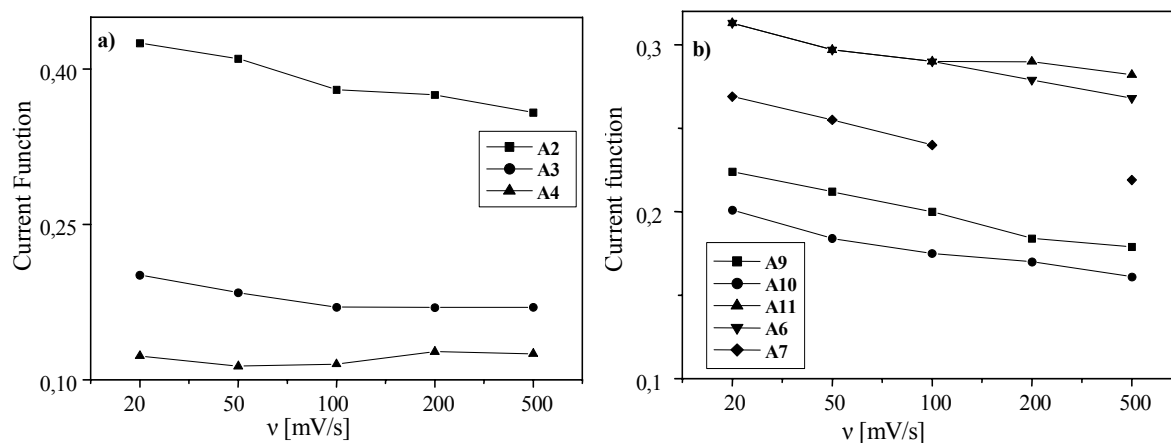 a)
Current Function
0,40
0,25
0,10
20 50 100 200 500
ν [mV/s]
A2
A3
A4
b)
Current function
0,3
0,2
0,1
20 50 100 200 500
ν [mV/s]
A9
A10
A11
A6
A7